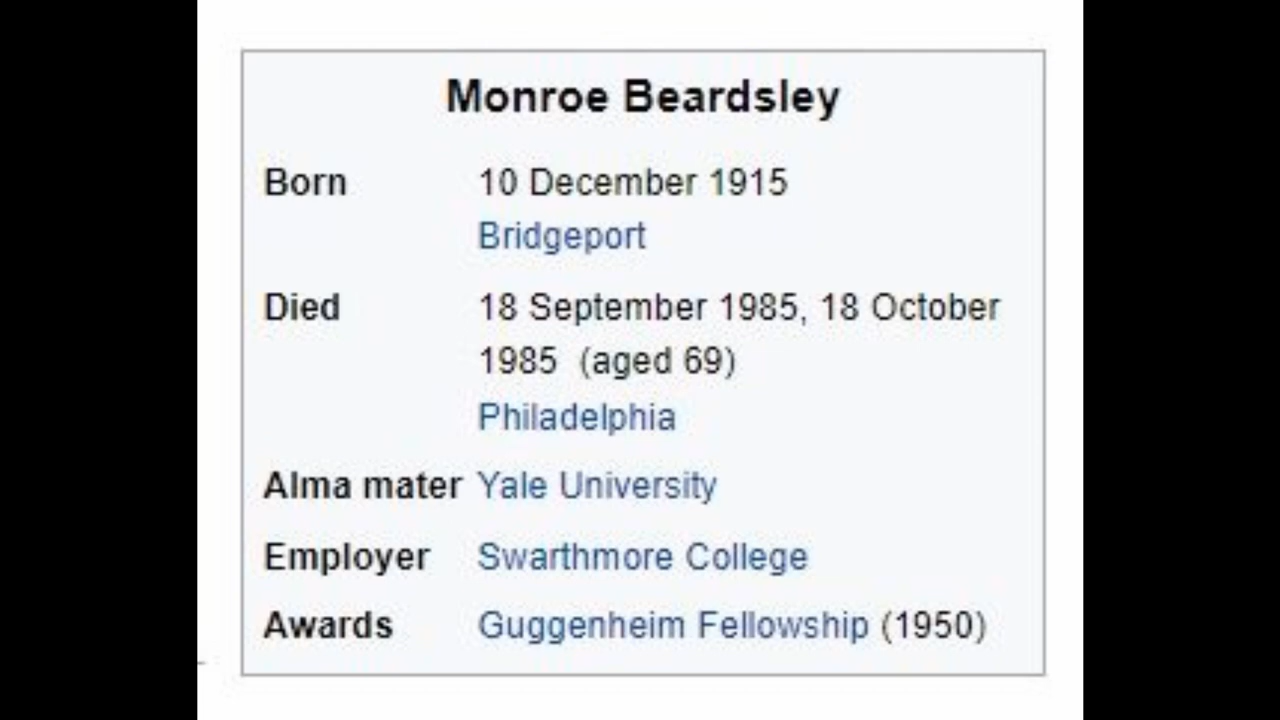 Monroe Beardsley
Born 10 December 1915
Bridgeport
Died 18 September 1985, 18 October
1985 (aged 69)
Philadelphia
Alma mater Yale University
Employer Swarthmore College
Awards Guggenheim Fellowship (1950)